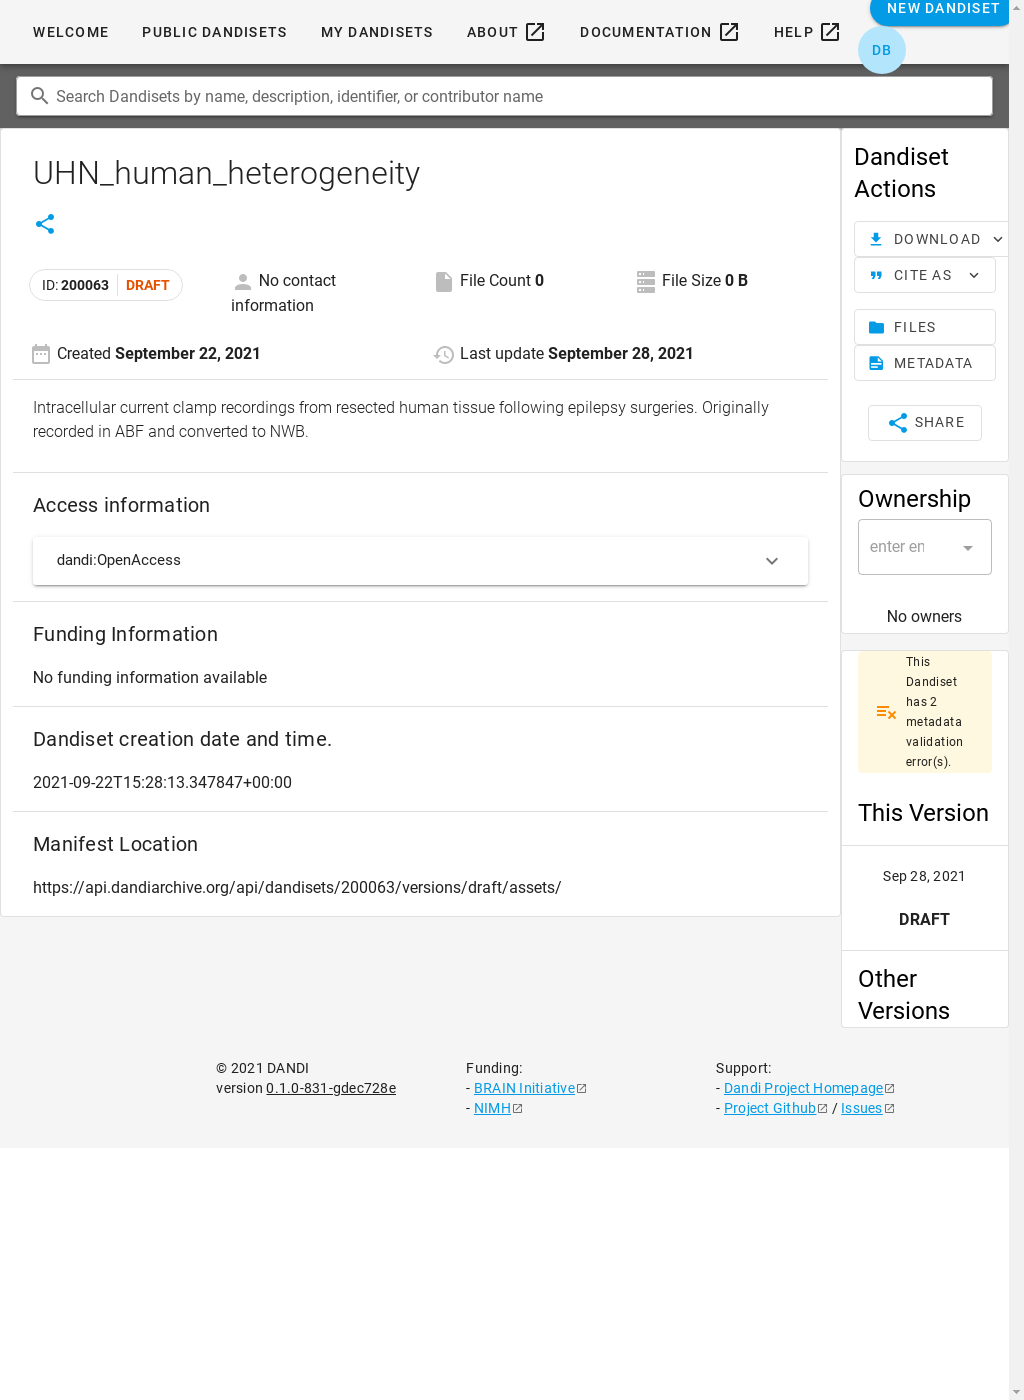 WELCOME PUBLIC DANDISETS MY DANDISETS ABOUT DOCUMENTATION HELP NEW DANDISET
DB
Search Dandisets by name, description, identifier, or contributor name
UHN_human_heterogeneity
ID: 200063 DRAFT
No contact information
File Count 0
File Size 0 B
Created September 22, 2021
Last update September 28, 2021
Intracellular current clamp recordings from resected human tissue following epilepsy surgeries. Originally
recorded in ABF and converted to NWB.
Access information
dandi:OpenAccess
Funding Information
No funding information available
Dandiset creation date and time.
2021-09-22T15:28:13.347847+00:00
Manifest Location
https://api.dandiarchive.org/api/dandisets/200063/versions/draft/assets/
Dandiset
Actions
DOWNLOAD
CITE AS
FILES
METADATA
SHARE
Ownership
enter en
No owners
This
Dandiset
has 2
metadata
validation
error(s).
This Version
Sep 28, 2021
DRAFT
Other
Versions
© 2021 DANDI
version 0.1.0-831-gdec728e
Funding:
- BRAIN Initiative
- NIMH
Support:
- Dandi Project Homepage
- Project Github / Issues